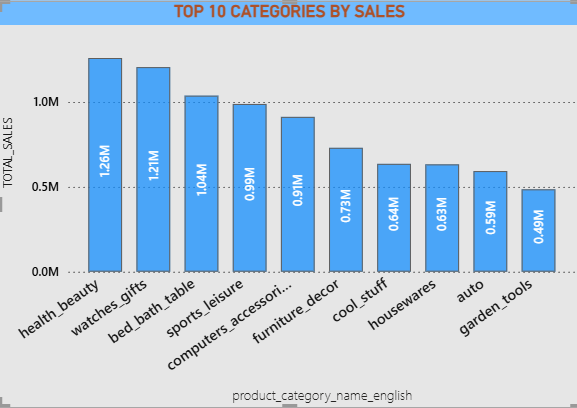 TOP 10 CATEGORIES BY SALES
TOTAL_SALES
1.0M
0.5M
0.0M
1.26M
1.21M
1.04M
0.99M
0.91M
0.73M
0.64M
0.63M
0.59M
0.49M
health_beauty
watches_gifts
bed_bath_table
sports_leisure
computers_accessori...
furniture_decor
cool_stuff
housewares
auto
garden_tools
product_category_name_english